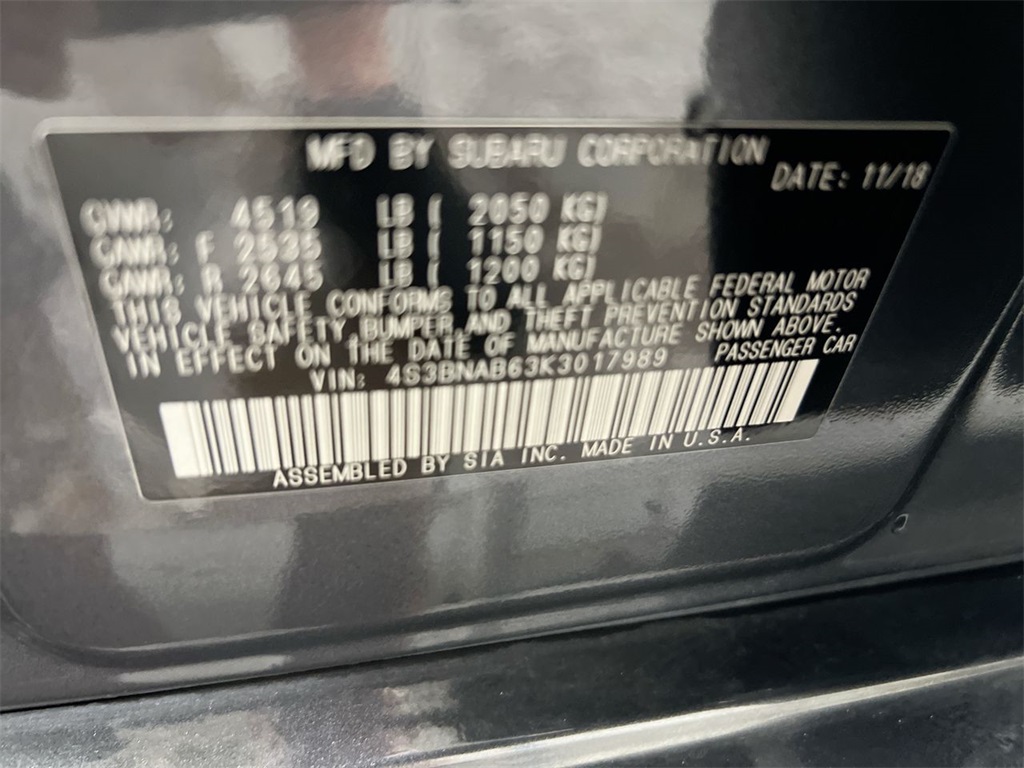 MFD BY SUBARU CORPORATION
DATE: 11/18
GVWR: 4519 LB ( 2050 KG)
GAWR: F 2535 LB ( 1150 KG)
GAWR: R 2645 LB ( 1200 KG)
THIS VEHICLE CONFORMS TO ALL APPLICABLE FEDERAL MOTOR
VEHICLE SAFETY BUMPER AND THEFT PREVENTION STANDARDS
IN EFFECT ON THE DATE OF MANUFACTURE SHOWN ABOVE.
VIN: 4S3BNAB63K3017989 PASSENGER CAR
ASSEMBLED BY SIA INC. MADE IN U.S.A.